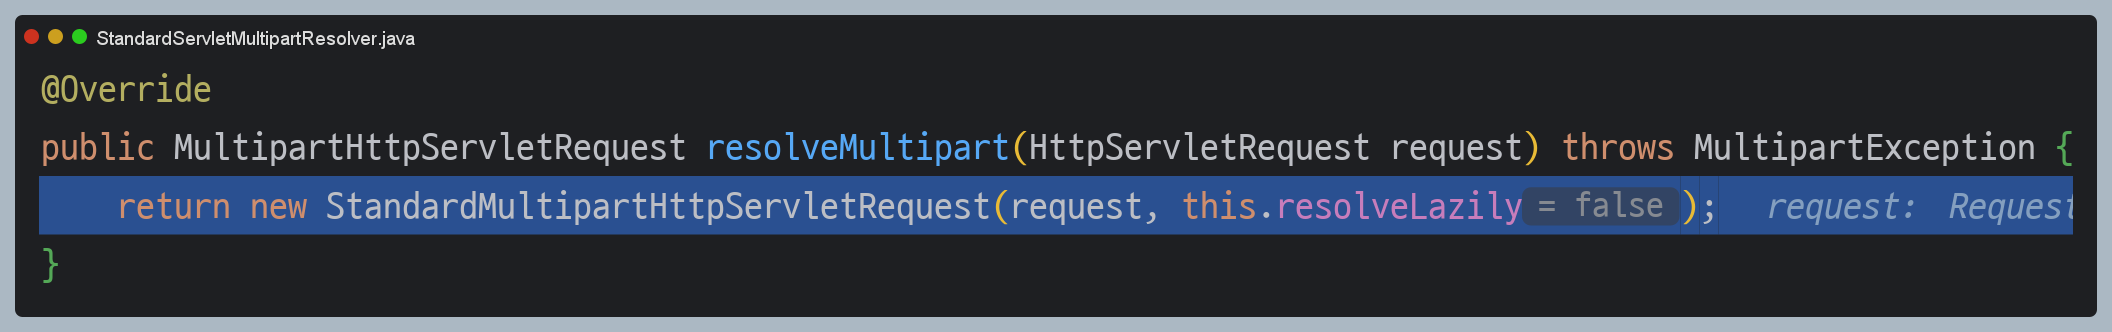 StandardServletMultipartResolver.java
@Override
public MultipartHttpServletRequest resolveMultipart(HttpServletRequest request) throws MultipartException {
return new StandardMultipartHttpServletRequest(request, this.resolveLazily = false ); request: Request
}